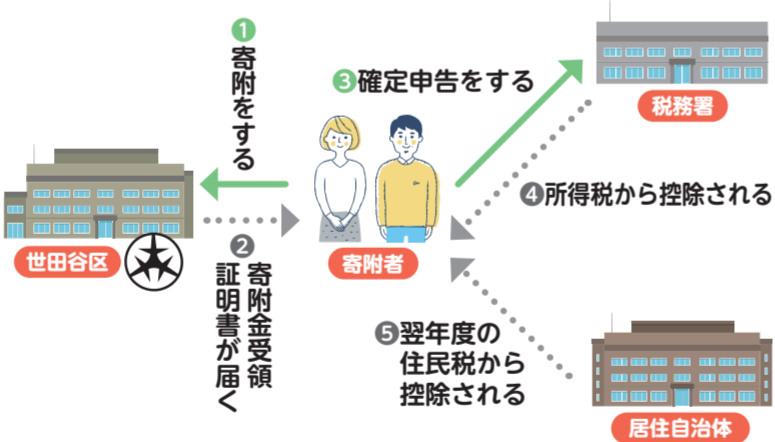 ❶寄附をする
❸確定申告をする
税務署
❹所得税から控除される
世田谷区
❷寄附金受領
証明書が届く
寄附者
❺翌年度の
住民税から
控除される
居住自治体